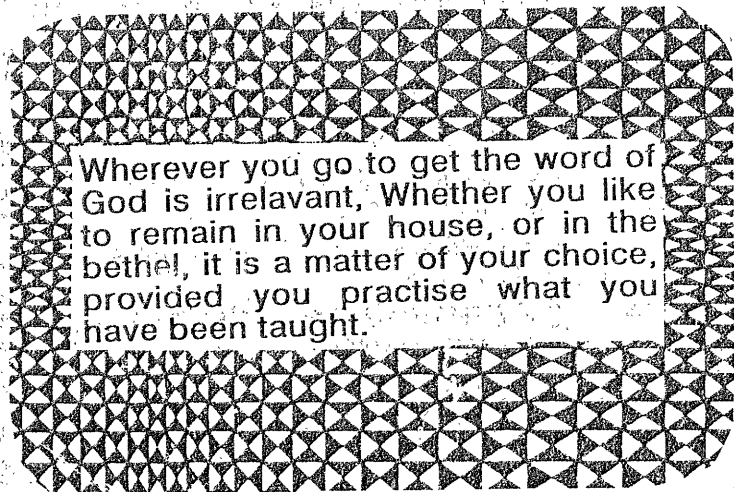 Wherever you go to get the word of
God is irrelavant, Whether you like
to remain in your house, or in the
bethel, it is a matter of your choice,
provided you practise what you
have been taught.